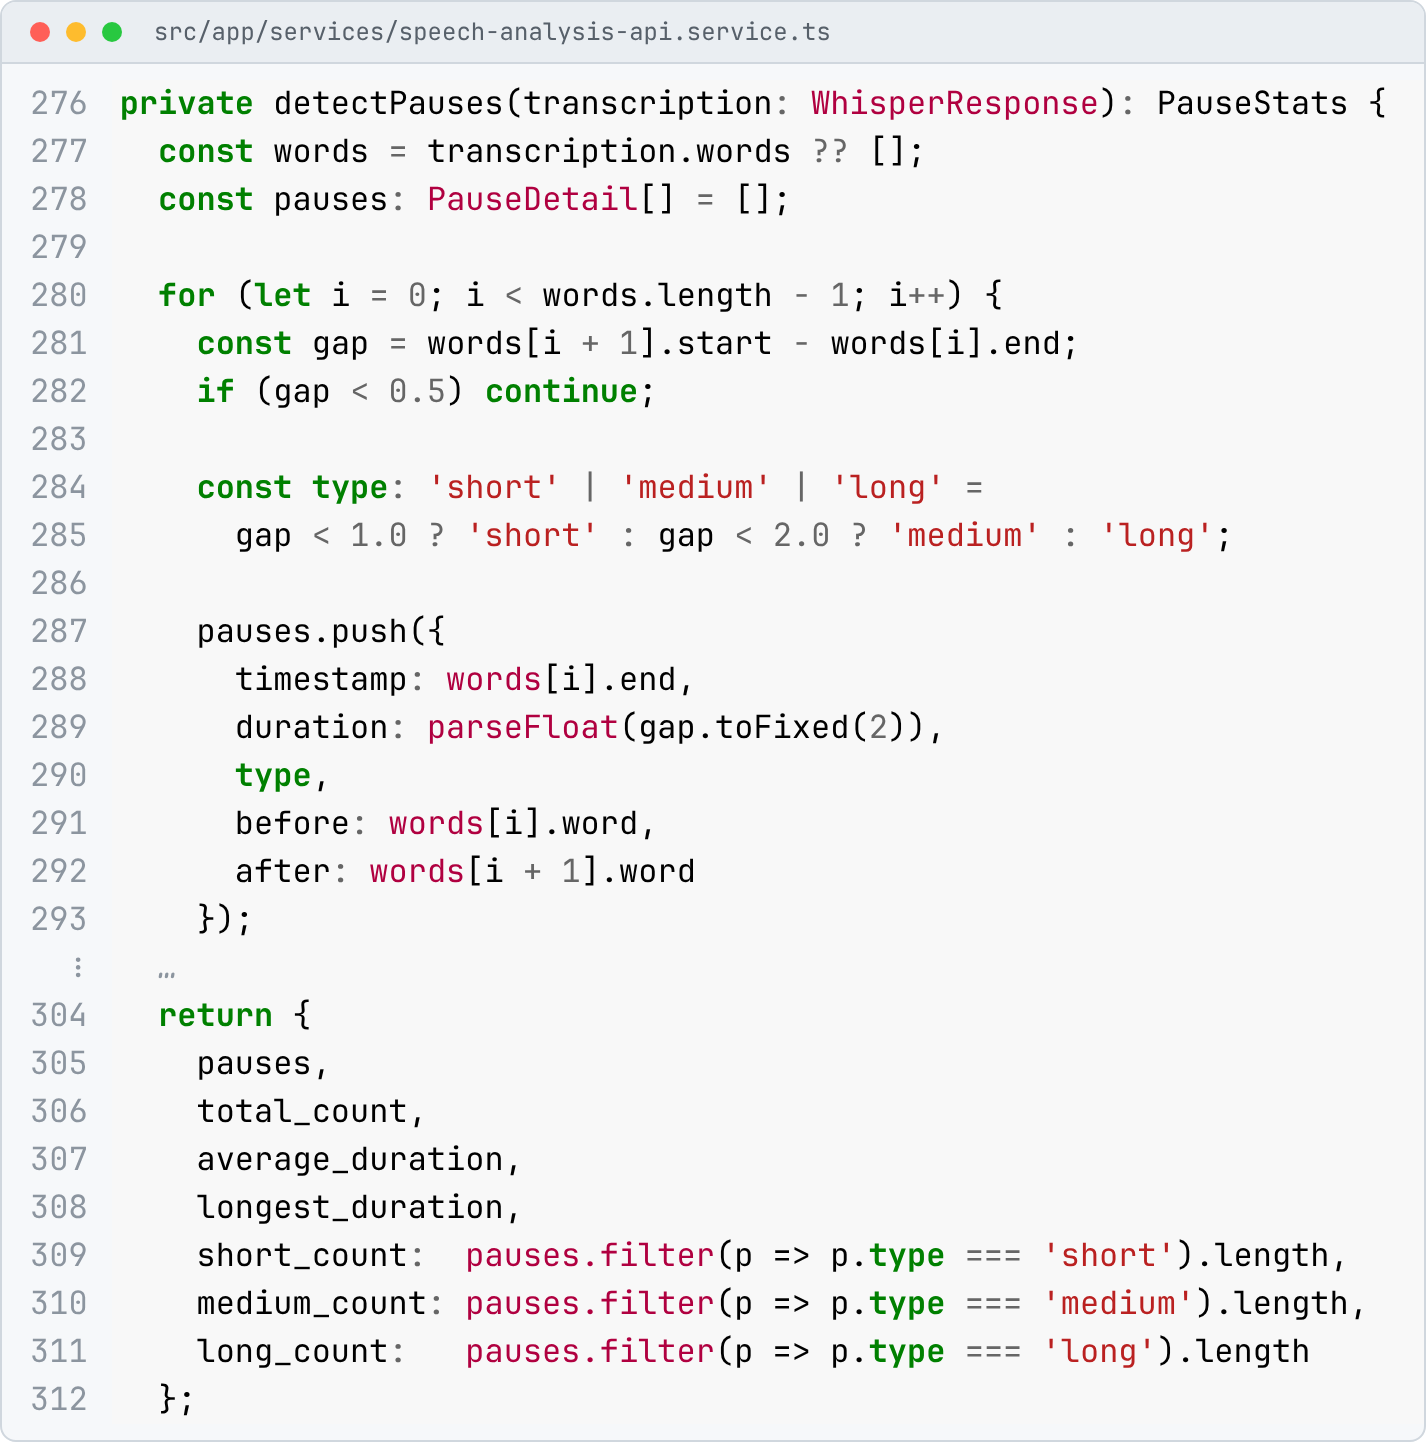 src/app/services/speech-analysis-api.service.ts
276 private detectPauses(transcription: WhisperResponse): PauseStats {
277   const words = transcription.words ?? [];
278   const pauses: PauseDetail[] = [];
279
280   for (let i = 0; i < words.length - 1; i++) {
281     const gap = words[i + 1].start - words[i].end;
282     if (gap < 0.5) continue;
283
284     const type: 'short' | 'medium' | 'long' =
285       gap < 1.0 ? 'short' : gap < 2.0 ? 'medium' : 'long';
286
287     pauses.push({
288       timestamp: words[i].end,
289       duration: parseFloat(gap.toFixed(2)),
290       type,
291       before: words[i].word,
292       after: words[i + 1].word
293     });
⋮   …
304   return {
305     pauses,
306     total_count,
307     average_duration,
308     longest_duration,
309     short_count:  pauses.filter(p => p.type === 'short').length,
310     medium_count: pauses.filter(p => p.type === 'medium').length,
311     long_count:   pauses.filter(p => p.type === 'long').length
312   };